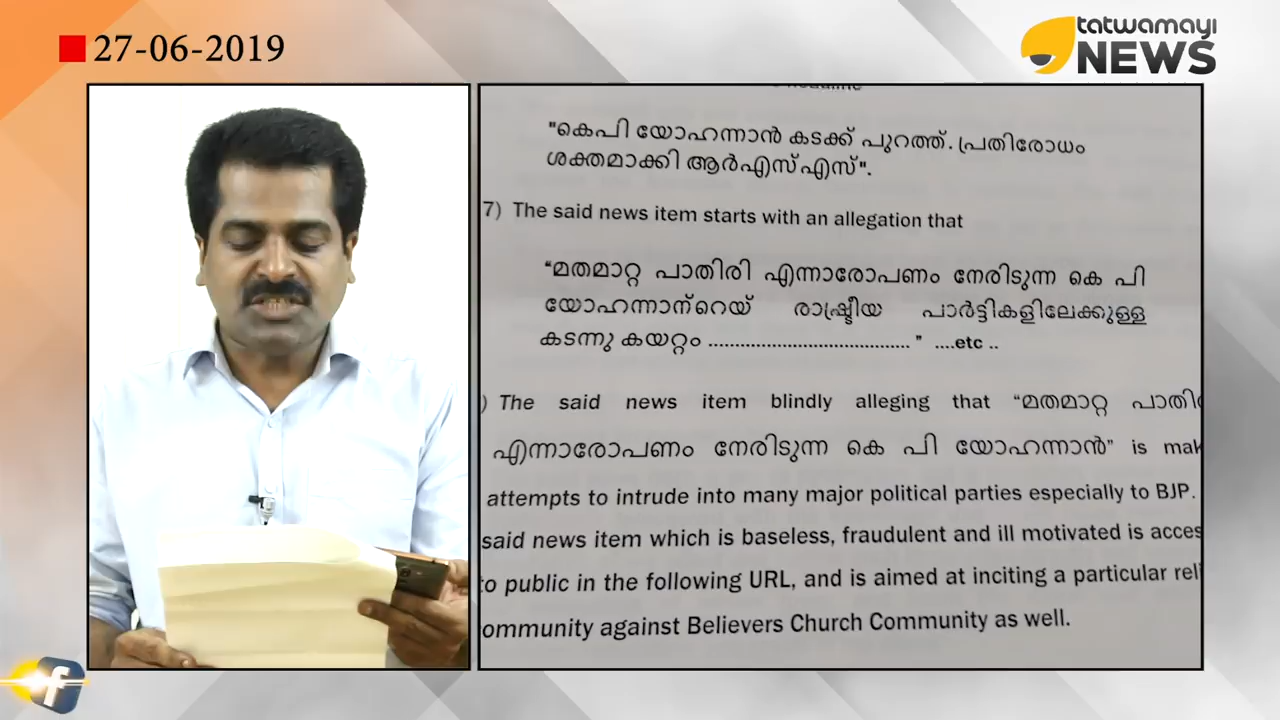 27-06-2019
tatwamayi
NEWS
"കെപി യോഹന്നാൻ കടക്ക് പുറത്ത്. പ്രതിരോധം
ശക്തമാക്കി ആർഎസ്എസ്".
7) The said news item starts with an allegation that
"മതമാറ്റ പാതിരി എന്നാരോപണം നേരിടുന്ന കെ പി
യോഹന്നാന്റെയ് രാഷ്ട്രീയ പാർട്ടികളിലേക്കുള്ള
കടന്നു കയറ്റം ....................................... " ....etc ..
) The said news item blindly alleging that "മതമാറ്റ
എന്നാരോപണം നേരിടുന്ന കെ പി യോഹന്നാൻ" is
attempts to intrude into many major political parties especially to BJP.
said news item which is baseless, fraudulent and ill motivated is
to public in the following URL, and is aimed at inciting a particular
ommunity against Believers Church Community as well.
f